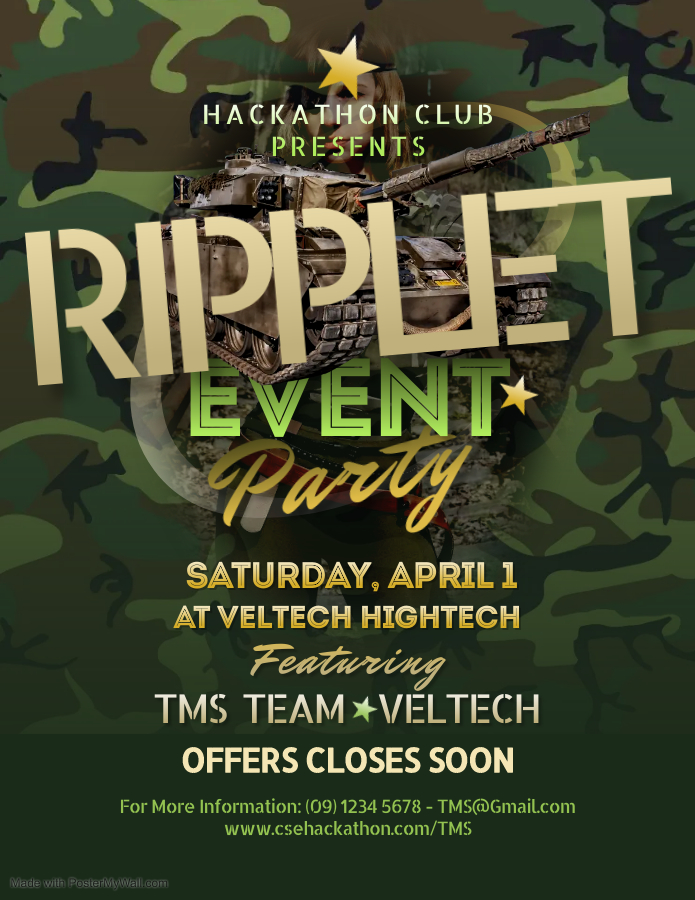 HACKATHON CLUB
PRESENTS
RIPPLET
EVENT
Party
SATURDAY, APRIL 1
AT VELTECH HIGHTECH
Featuring
TMS TEAM★VELTECH
OFFERS CLOSES SOON
For More Information: (09) 1234 5678 - TMS@Gmail.com
www.csehackathon.com/TMS
Made with PosterMyWall.com